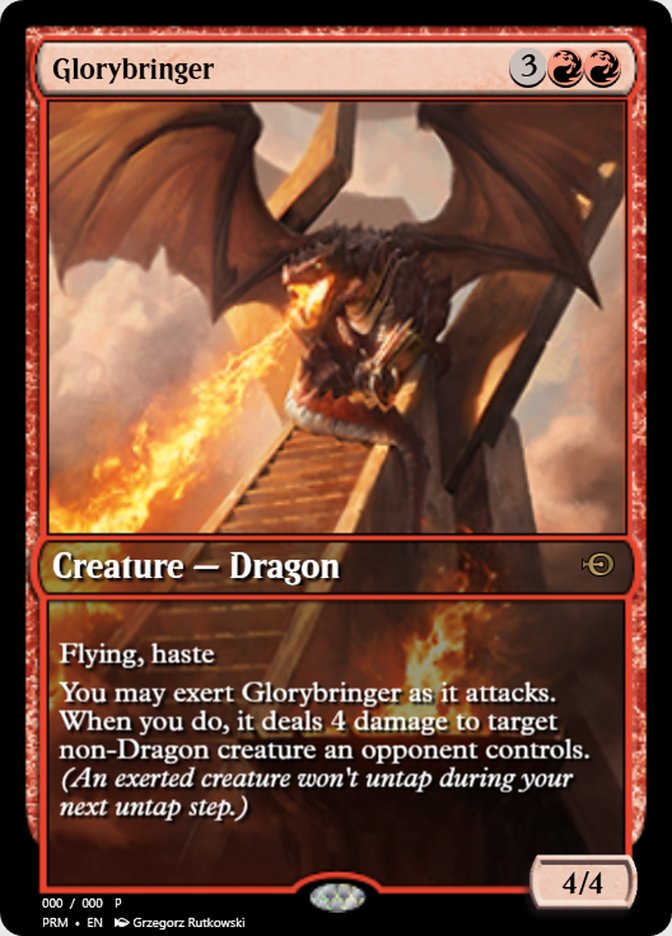 Glorybringer 3
Creature — Dragon
Flying, haste
You may exert Glorybringer as it attacks.
When you do, it deals 4 damage to target
non-Dragon creature an opponent controls.
(An exerted creature won't untap during your
next untap step.)
4/4
000 / 000 P
PRM • EN Grzegorz Rutkowski